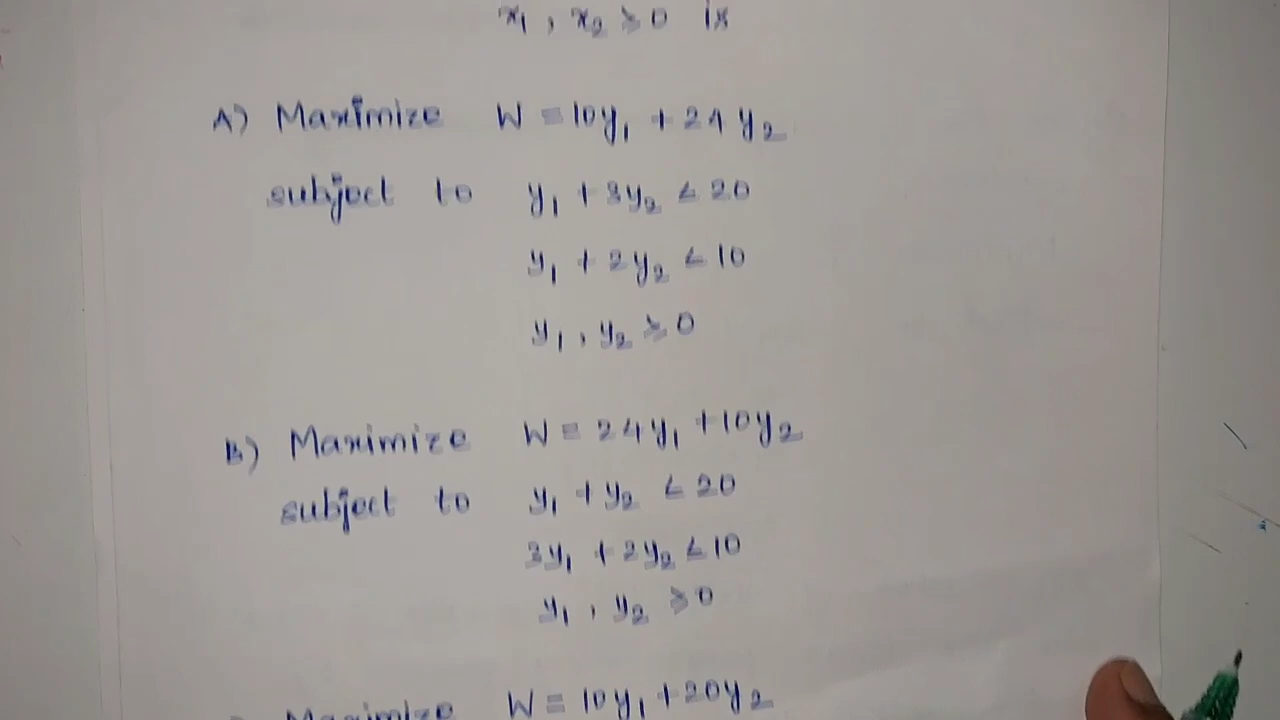 x₁, x₂ ≥ 0 is
A) Maximize W = 10y₁ + 24y₂
subject to y₁ + 3y₂ < 20
y₁ + 2y₂ < 10
y₁, y₂ ≥ 0
B) Maximize W = 24y₁ + 10y₂
subject to y₁ + y₂ < 20
3y₁ + 2y₂ < 10
y₁, y₂ ≥ 0
Maximize W = 10y₁ + 20y₂